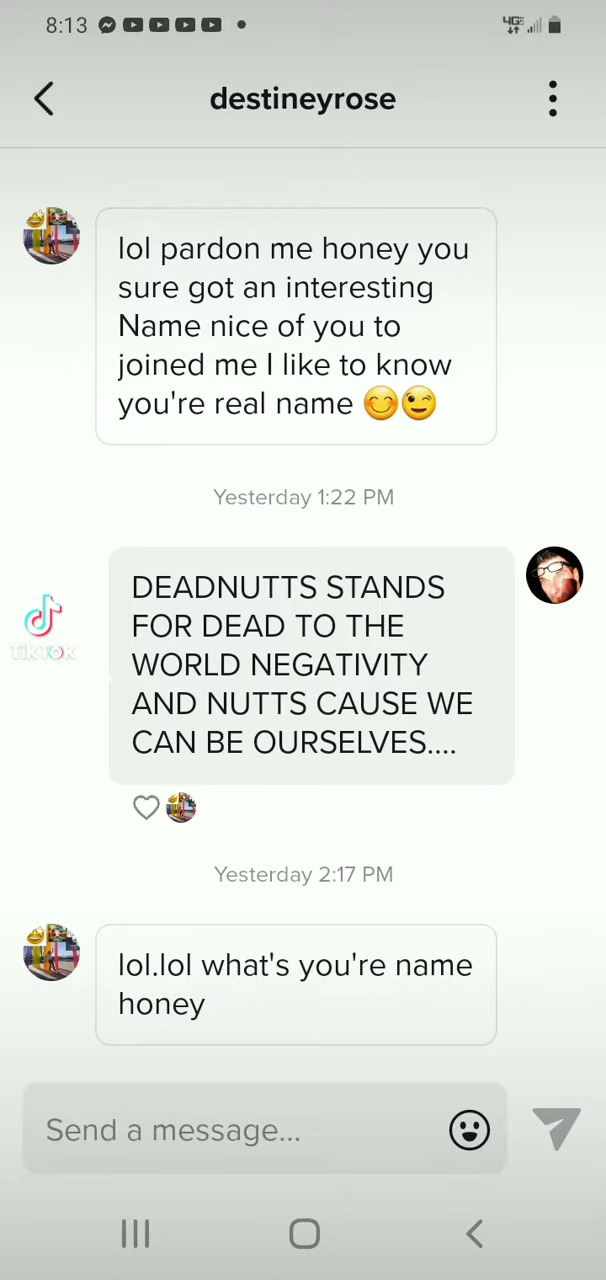 8:13
4GE
destineyrose
lol pardon me honey you
sure got an interesting
Name nice of you to
joined me I like to know
you're real name 😊😉
Yesterday 1:22 PM
DEADNUTTS STANDS
FOR DEAD TO THE
WORLD NEGATIVITY
AND NUTTS CAUSE WE
CAN BE OURSELVES....
TikTok
Yesterday 2:17 PM
lol.lol what's you're name
honey
Send a message...